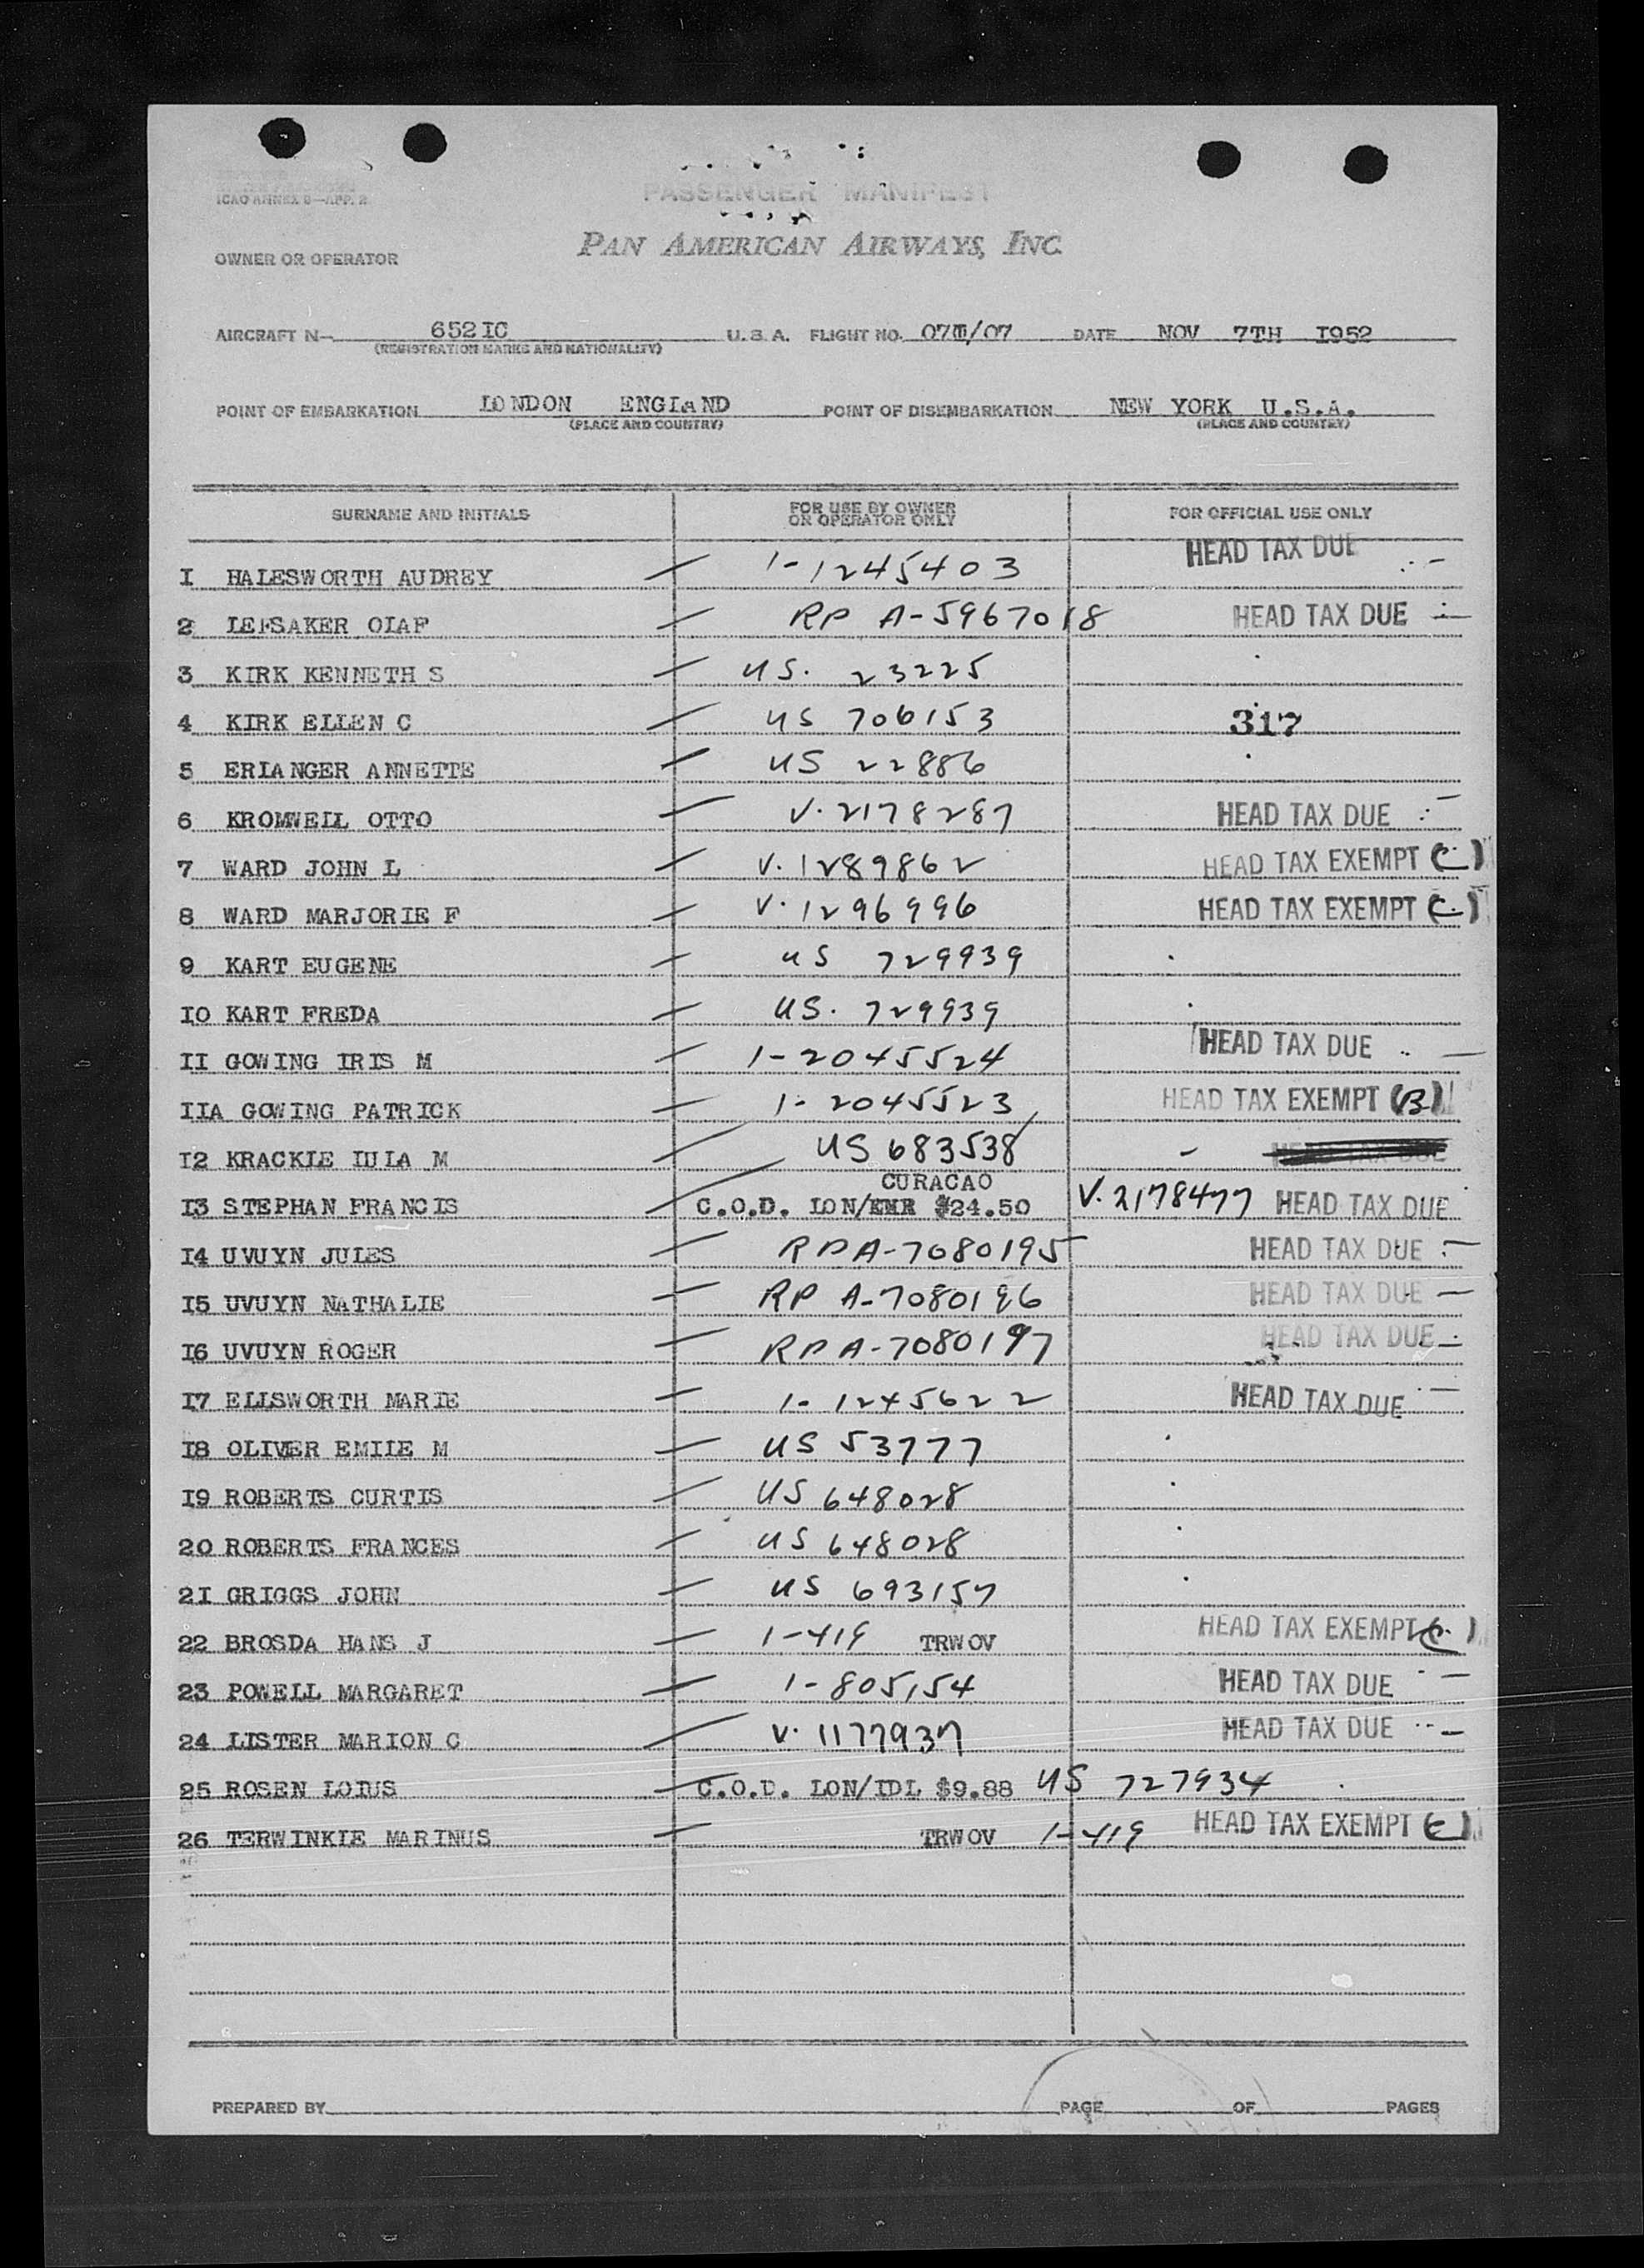 ICAO ANNEX 9—APP. 2
PASSENGER MANIFEST
OWNER OR OPERATOR PAN AMERICAN AIRWAYS, INC.
AIRCRAFT N— 652IC U.S.A. FLIGHT NO. 07T/07 DATE NOV 7TH I952
(REGISTRATION MARKS AND NATIONALITY)
POINT OF EMBARKATION LONDON ENGLAND POINT OF DISEMBARKATION NEW YORK U.S.A.
(PLACE AND COUNTRY) (PLACE AND COUNTRY)
SURNAME AND INITIALS FOR USE BY OWNER OR OPERATOR ONLY FOR OFFICIAL USE ONLY
I HALESWORTH AUDREY 1-1245403 HEAD TAX DUE
2 LEFSAKER OLAF RP A-5967018 HEAD TAX DUE
3 KIRK KENNETH S US. 23225
4 KIRK ELLEN C US 706153 317
5 ERLANGER ANNETTE US 22886
6 KROMWELL OTTO V. 2178287 HEAD TAX DUE
7 WARD JOHN L V. 1289862 HEAD TAX EXEMPT (C)
8 WARD MARJORIE F V. 1296996 HEAD TAX EXEMPT (C)
9 KART EUGENE US 729939
IO KART FREDA US. 729939
II GOWING IRIS M 1-2045524 HEAD TAX DUE
IIA GOWING PATRICK 1-2045523 HEAD TAX EXEMPT (B)
I2 KRACKLE LULA M US 683538 -
CURACAO
I3 STEPHAN FRANCIS C.O.D. LON/ $24.50 V. 2178477 HEAD TAX DUE
I4 UVUYN JULES RP A-7080195 HEAD TAX DUE
I5 UVUYN NATHALIE RP A-7080196 HEAD TAX DUE
I6 UVUYN ROGER RP A-7080197 HEAD TAX DUE
I7 ELLSWORTH MARIE 1-1245622 HEAD TAX DUE
I8 OLIVER EMILE M US 53777
I9 ROBERTS CURTIS US 648028
20 ROBERTS FRANCES US 648028
2I GRIGGS JOHN US 693157
22 BROSDA HANS J 1-419 TRWOV HEAD TAX EXEMPT (C)
23 POWELL MARGARET 1-805154 HEAD TAX DUE
24 LISTER MARION C V. 1177937 HEAD TAX DUE
25 ROSEN LOIUS C.O.D. LON/IDL $9.88 US 727934
26 TERWINKLE MARINUS TRWOV 1-419 HEAD TAX EXEMPT (C)
PREPARED BY PAGE OF PAGES